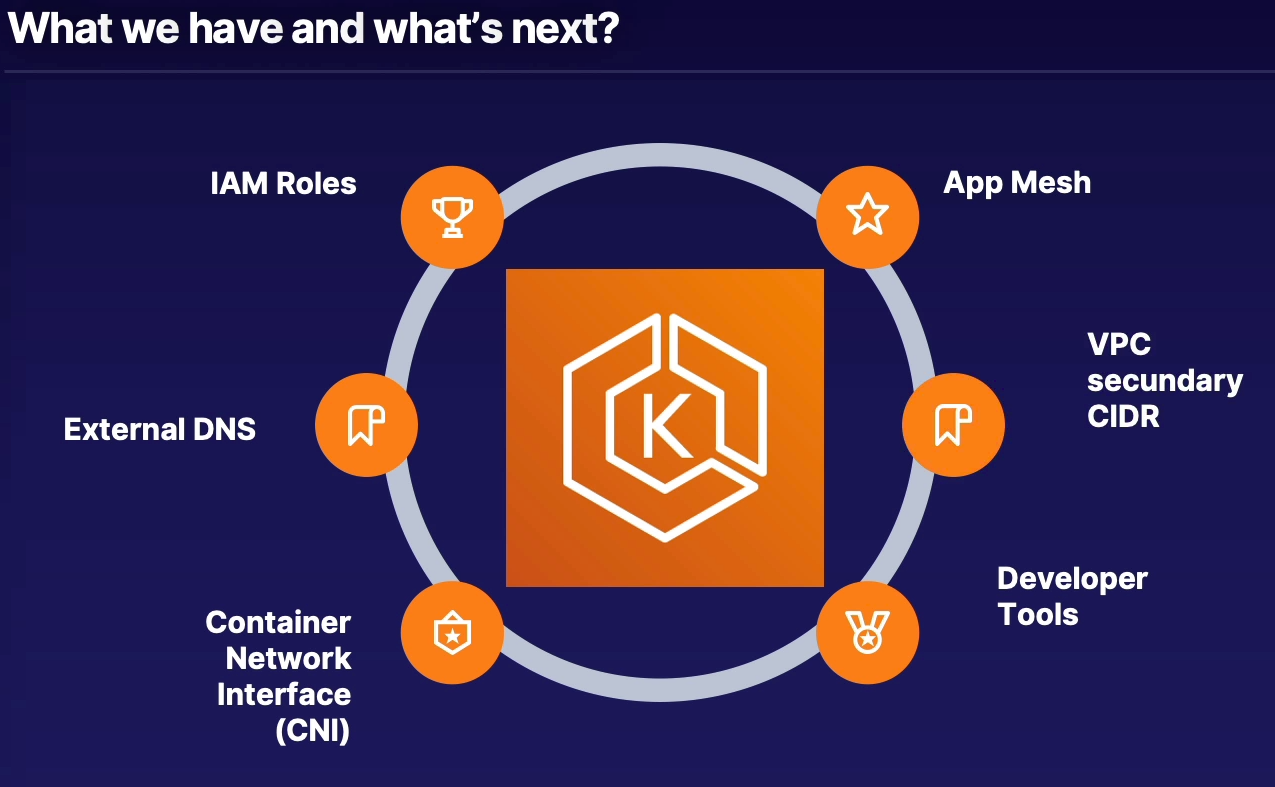 What we have and what's next?
IAM Roles
App Mesh
VPC
secundary
CIDR
External DNS
K
Developer
Tools
Container
Network
Interface
(CNI)